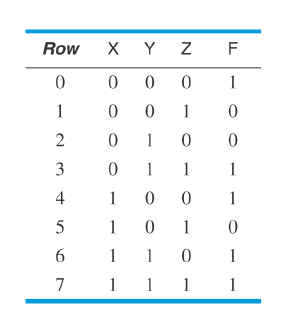 Row X Y Z F
0 0 0 0 1
1 0 0 1 0
2 0 1 0 0
3 0 1 1 1
4 1 0 0 1
5 1 0 1 0
6 1 1 0 1
7 1 1 1 1